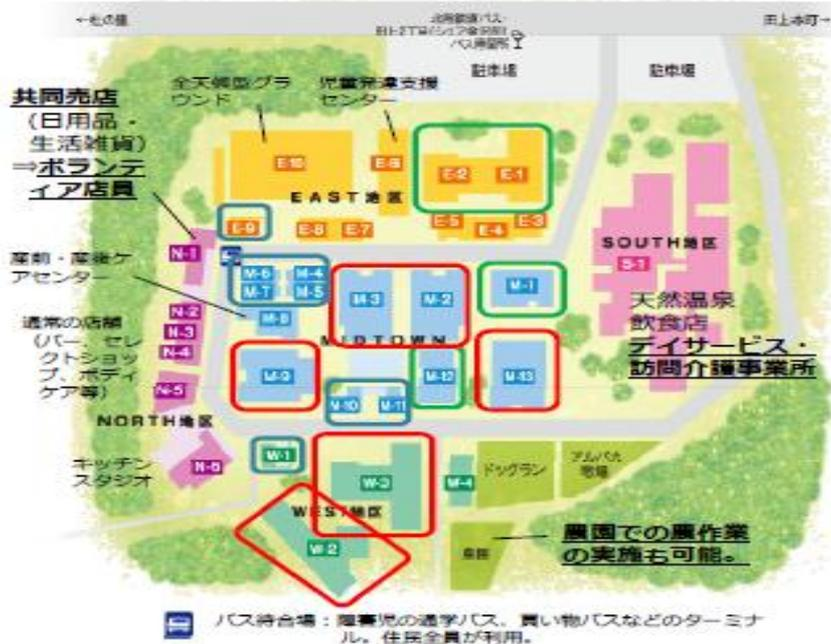 ←杜の里
北陸鉄道バス
田上本町→
バス停留所
駐車場
駐車場
全天候型グラ
ウンド
児童発達支援
センター
共同売店
(日用品・
生活雑貨)
⇒ボランテ
ィア店員
E-10
E-6
E-2
E-1
EAST地区
E-9
E-8
E-7
E-5
E-4
E-3
SOUTH地区
S-1
N-1
産前・産後ケ
アセンター
M-6
M-4
M-7
M-5
M-3
M-2
M-1
N-2
N-3
N-4
N-5
M-8
MIDTOWN
天然温泉
飲食店
デイサービス・
訪問介護事業所
通常の店舗
(バー、セレ
クトショッ
プ、ボディ
ケア等)
M-9
M-12
M-13
M-10
M-11
NORTH地区
キッチン
スタジオ
N-6
W-1
W-3
W-4
ドッグラン
アルパカ
牧場
WEST地区
W-2
農園
農園での農作業
の実施も可能。
バス待合場:障害児の通学バス、買い物バスなどのターミナ
ル。住民全員が利用。